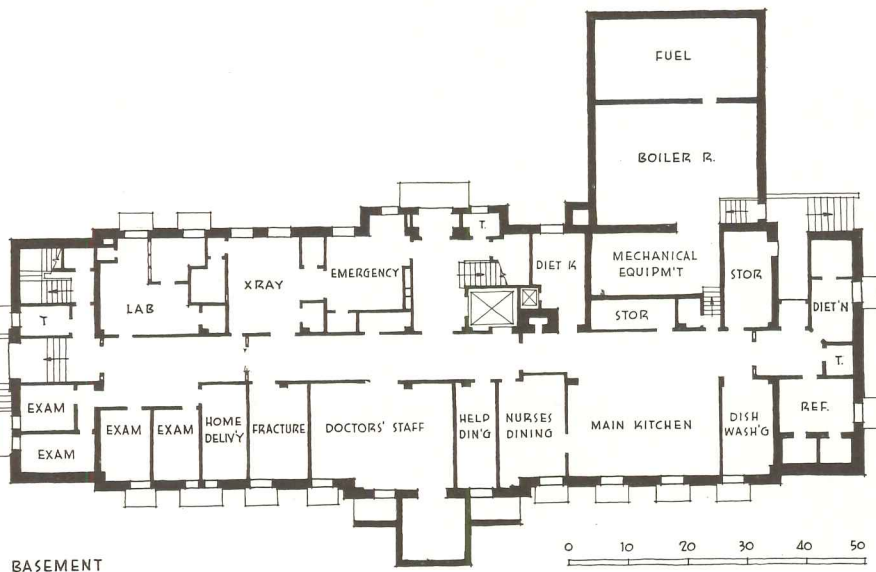 FUEL
BOILER R.
T.
MECHANICAL
EQUIPM'T
DIET K
STOR
EMERGENCY
XRAY
LAB
DIET'N
T
STOR
T.
EXAM
EXAM
EXAM
EXAM
HOME
DELIV'Y
FRACTURE
DOCTORS' STAFF
HELP
DIN'G
NURSES
DINING
MAIN KITCHEN
DISH
WASH'G
REF.
BASEMENT
0 10 20 30 40 50